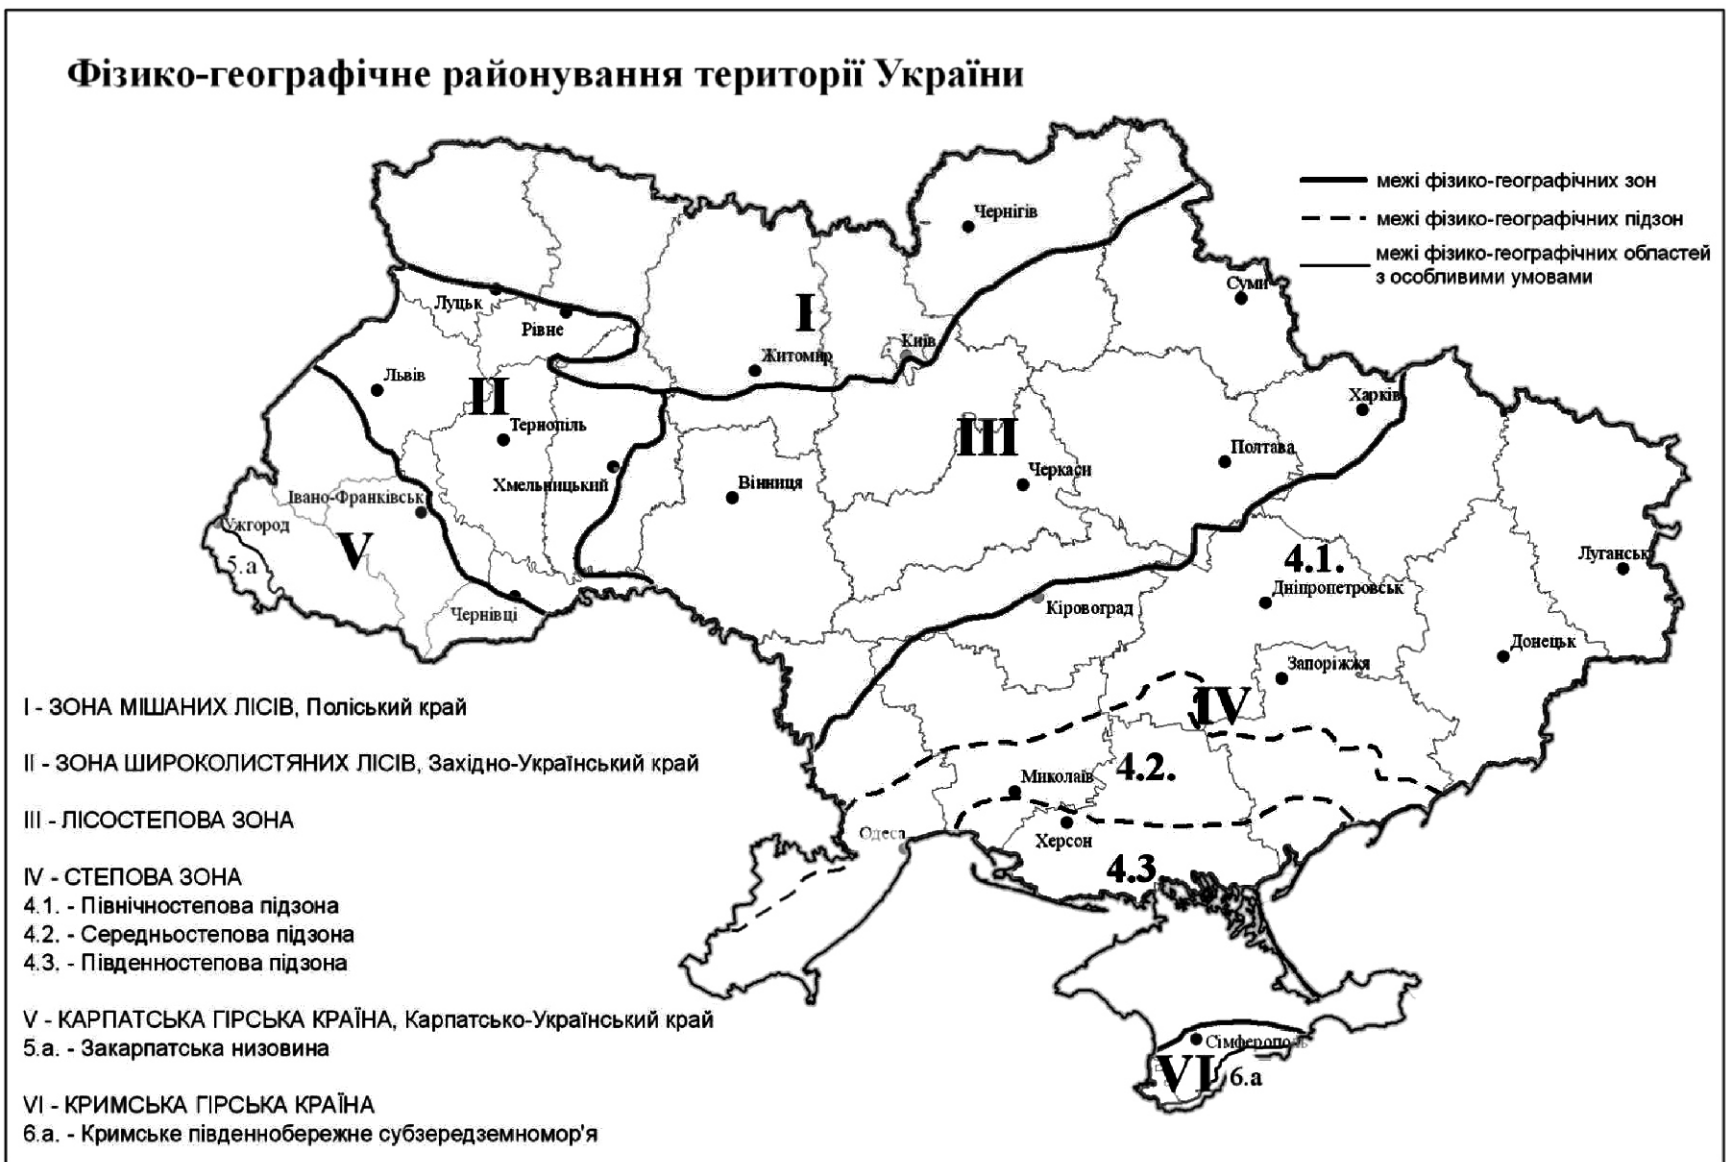 Фізико-географічне районування території України
межі фізико-географічних зон
межі фізико-географічних підзон
межі фізико-географічних областей
з особливими умовами
Чернігів
Суми
Луцьк
Рівне
I
Житомир
Київ
Львів
II
Тернопіль
Хмельницький
Вінниця
III
Черкаси
Полтава
Харків
Івано-Франківськ
Ужгород
V
5.а
Чернівці
4.1.
Дніпропетровськ
Луганськ
Кіровоград
Донецьк
Запоріжжя
IV
Миколаїв
4.2.
Одеса
Херсон
4.3.
Сімферополь
VI
6.а
I - ЗОНА МІШАНИХ ЛІСІВ, Поліський край
II - ЗОНА ШИРОКОЛИСТЯНИХ ЛІСІВ, Західно-Український край
III - ЛІСОСТЕПОВА ЗОНА
IV - СТЕПОВА ЗОНА
4.1. - Північностепова підзона
4.2. - Середньостепова підзона
4.3. - Південностепова підзона
V - КАРПАТСЬКА ГІРСЬКА КРАЇНА, Карпатсько-Український край
5.а. - Закарпатська низовина
VI - КРИМСЬКА ГІРСЬКА КРАЇНА
6.а. - Кримське південнобережне субзередземномор'я